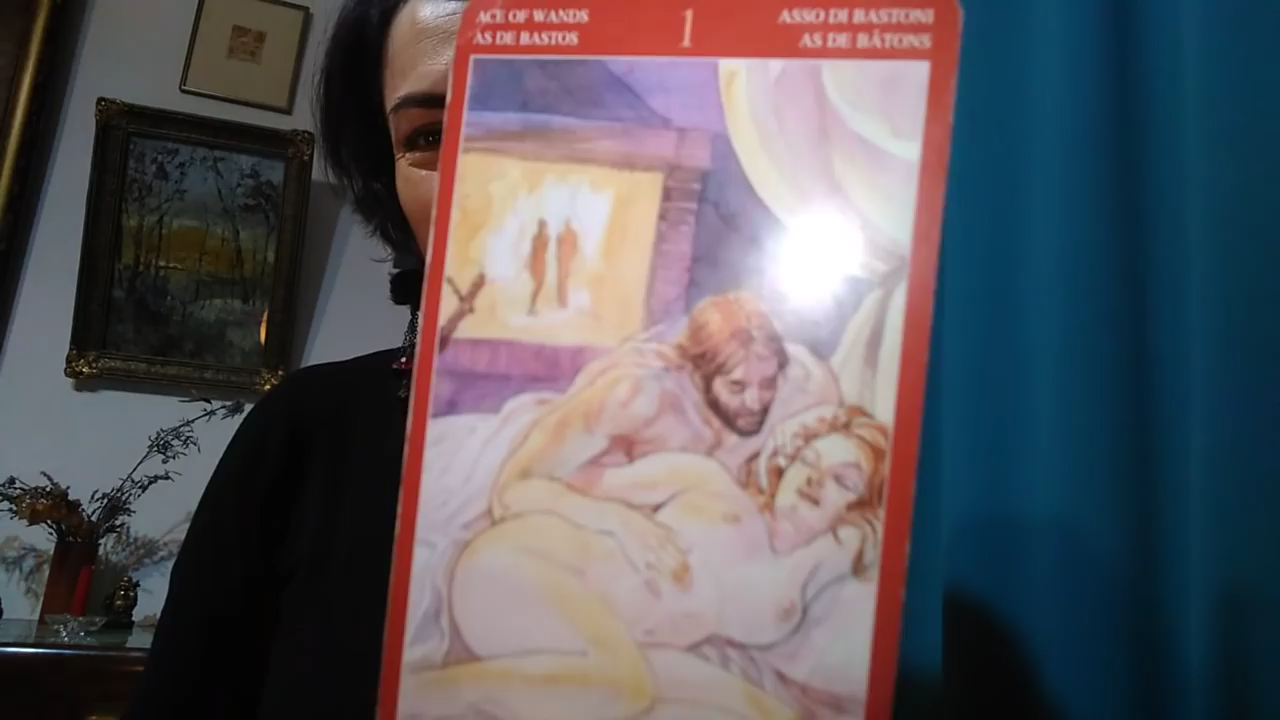 ACE OF WANDS
AS DE BASTOS
1
ASSO DI BASTONI
AS DE BÂTONS